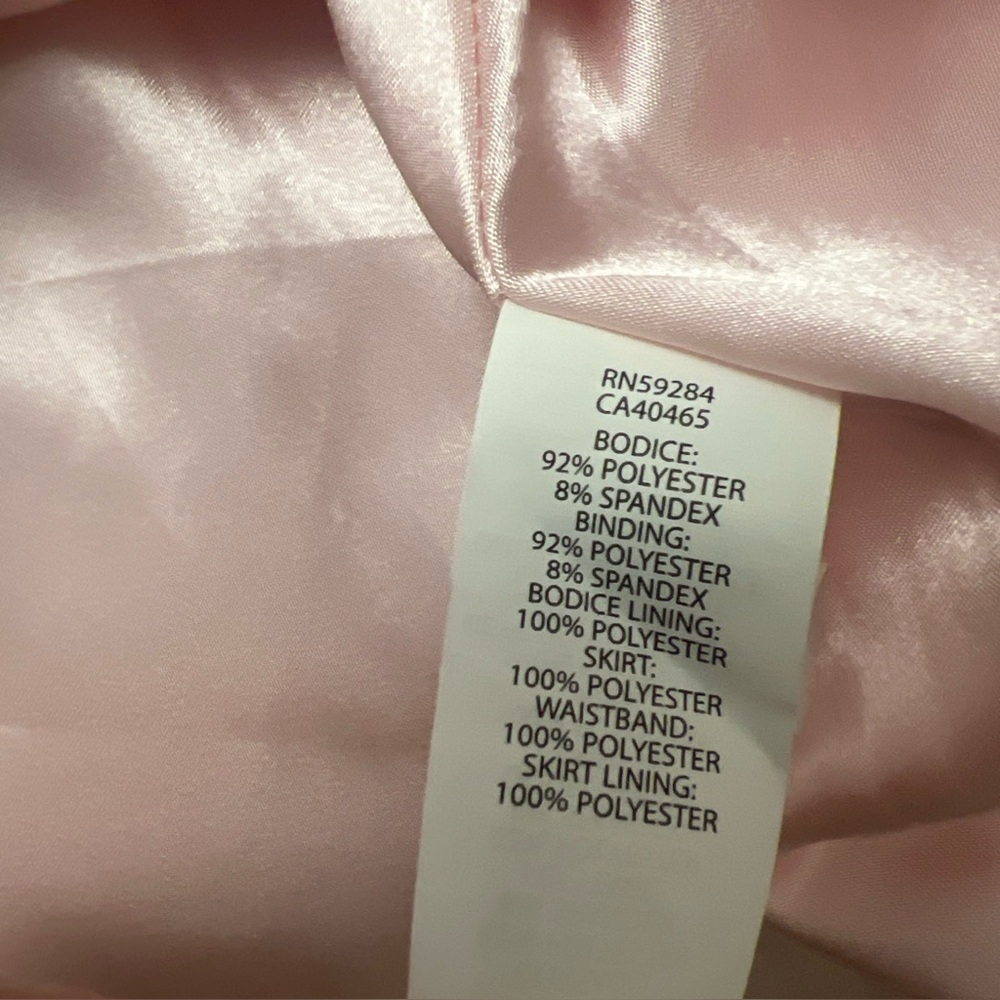 RN59284
CA40465
BODICE:
92% POLYESTER
8% SPANDEX
BINDING:
92% POLYESTER
8% SPANDEX
BODICE LINING:
100% POLYESTER
SKIRT:
100% POLYESTER
WAISTBAND:
100% POLYESTER
SKIRT LINING:
100% POLYESTER